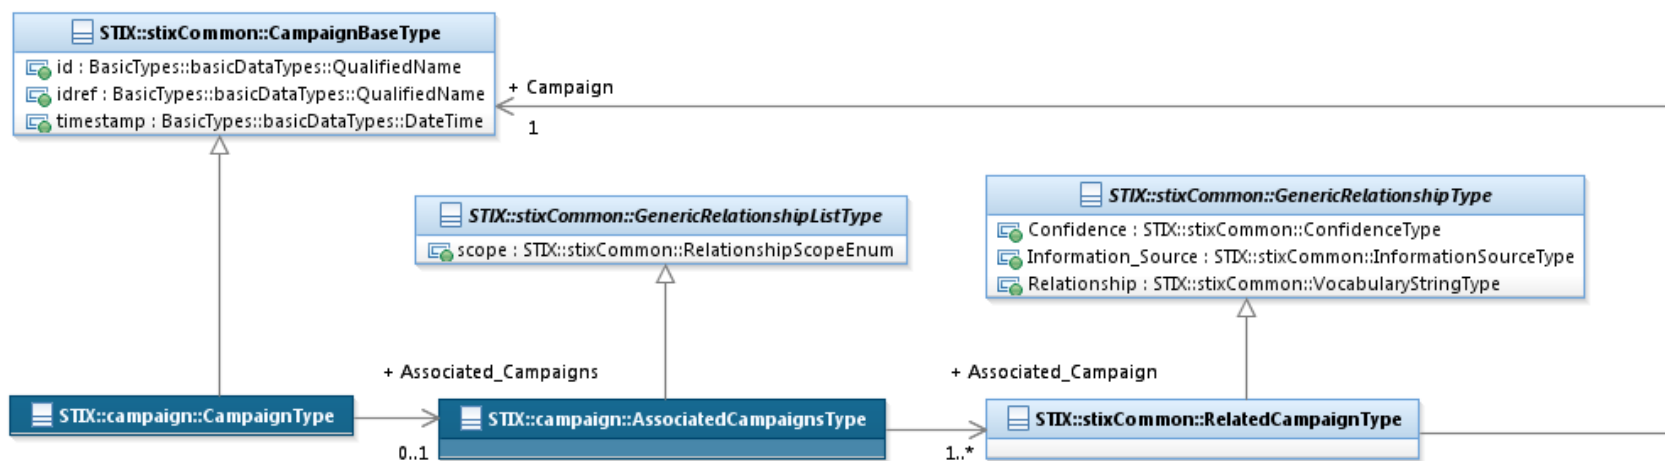 STIX::stixCommon::CampaignBaseType
id : BasicTypes::basicDataTypes::QualifiedName
idref : BasicTypes::basicDataTypes::QualifiedName
timestamp : BasicTypes::basicDataTypes::DateTime
+ Campaign
1
STIX::stixCommon::GenericRelationshipListType
scope : STIX::stixCommon::RelationshipScopeEnum
STIX::stixCommon::GenericRelationshipType
Confidence : STIX::stixCommon::ConfidenceType
Information_Source : STIX::stixCommon::InformationSourceType
Relationship : STIX::stixCommon::VocabularyStringType
+ Associated_Campaigns
+ Associated_Campaign
STIX::campaign::CampaignType
STIX::campaign::AssociatedCampaignsType
STIX::stixCommon::RelatedCampaignType
0..1
1..*